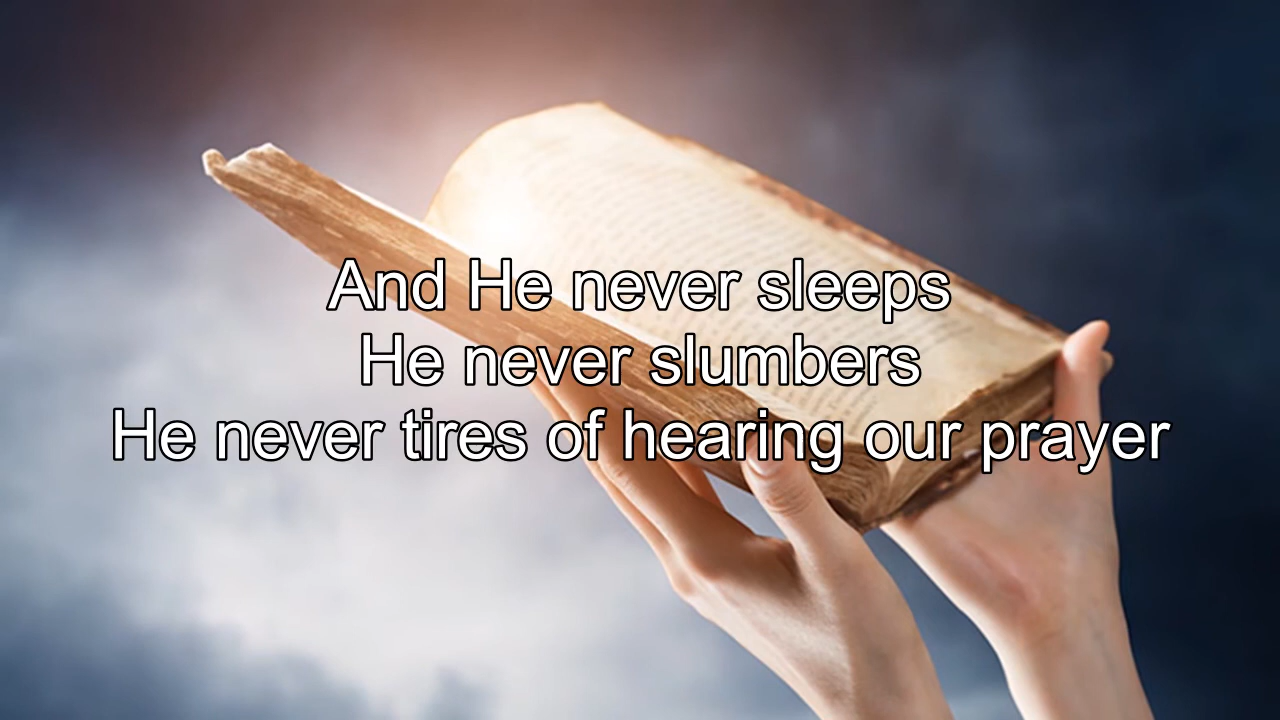 And He never sleeps
He never slumbers
He never tires of hearing our prayer